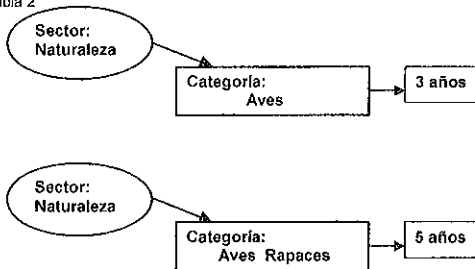 Sector:
Naturaleza
Categoría:
Aves
3 años
Sector:
Naturaleza
Categoría:
Aves Rapaces
5 años